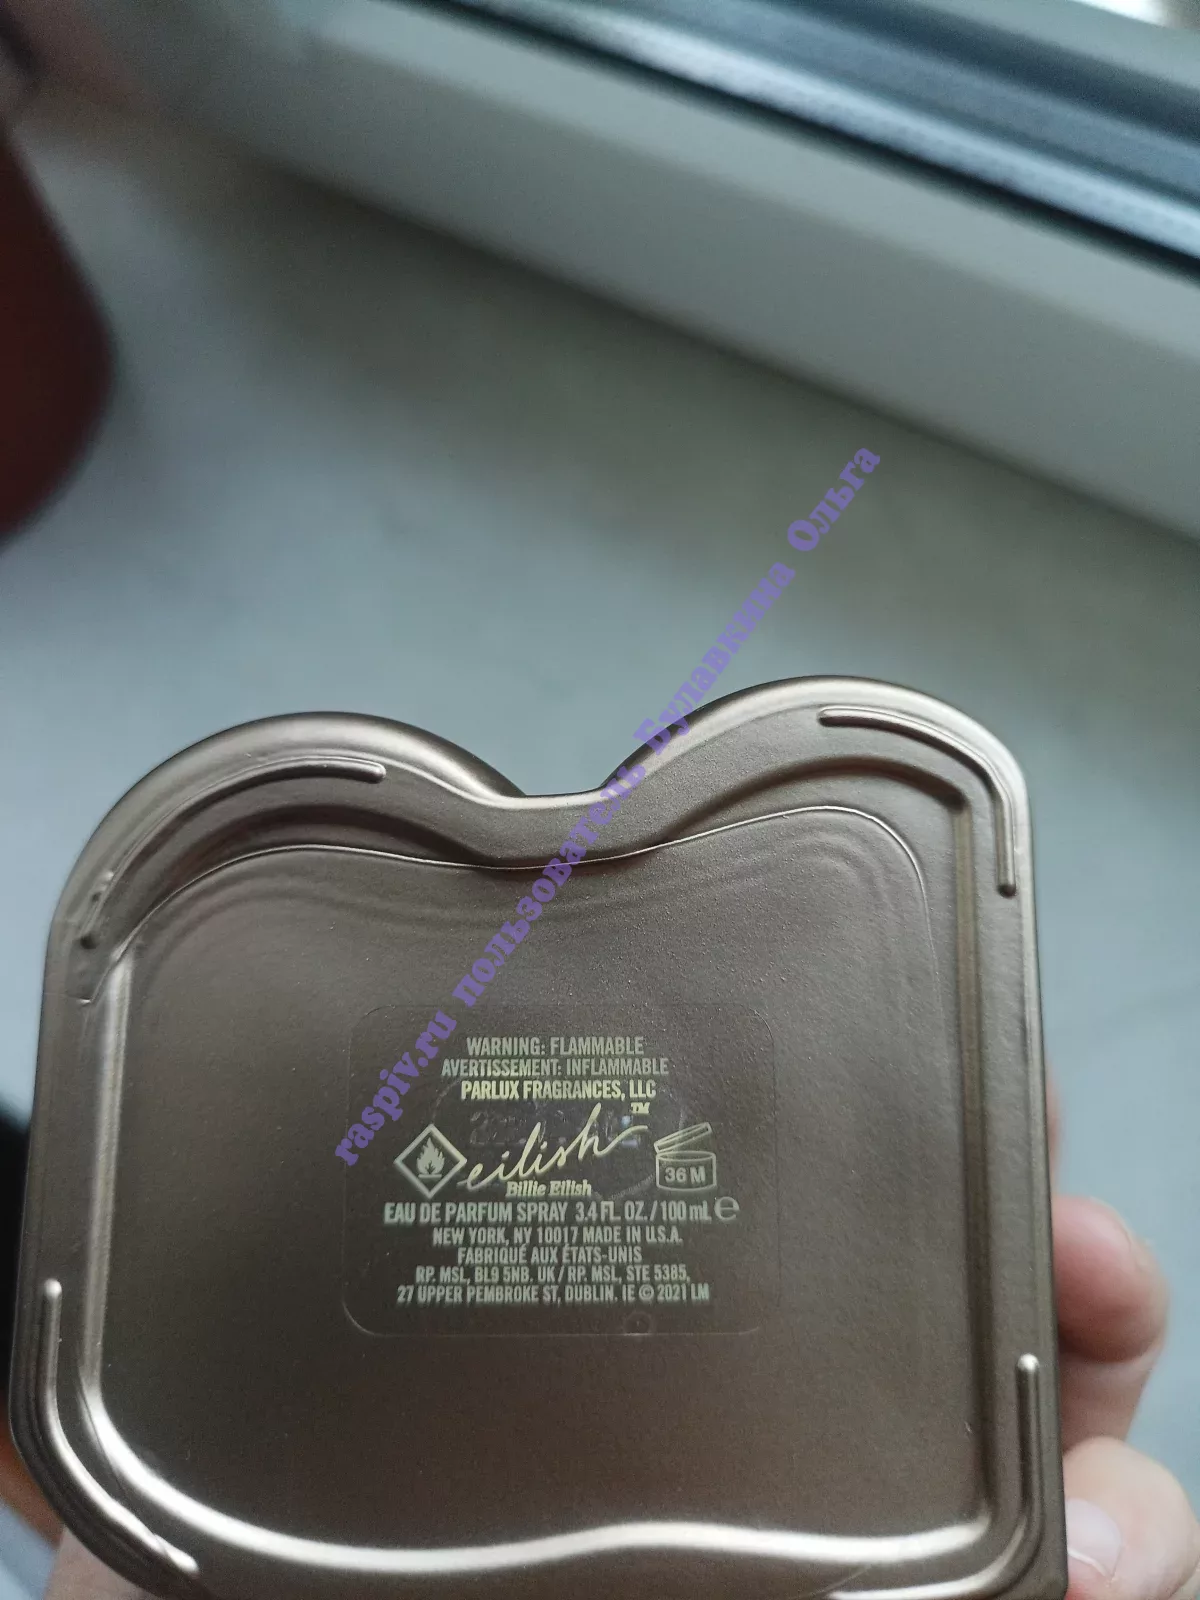 raspiv.ru пользователь Булавкина Ольга
WARNING: FLAMMABLE
AVERTISSEMENT: INFLAMMABLE
PARLUX FRAGRANCES, LLC
eilish™
Billie Eilish
36 M
EAU DE PARFUM SPRAY 3.4 FL. OZ. / 100 mL ℮
NEW YORK, NY 10017 MADE IN U.S.A.
FABRIQUÉ AUX ÉTATS-UNIS
RP. MSL, BL9 5NB. UK / RP. MSL, STE 5385,
27 UPPER PEMBROKE ST, DUBLIN. IE © 2021 LM